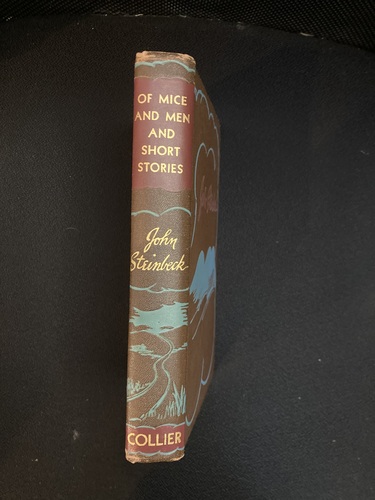 OF MICE
AND MEN
AND
SHORT
STORIES
John
Steinbeck
COLLIER